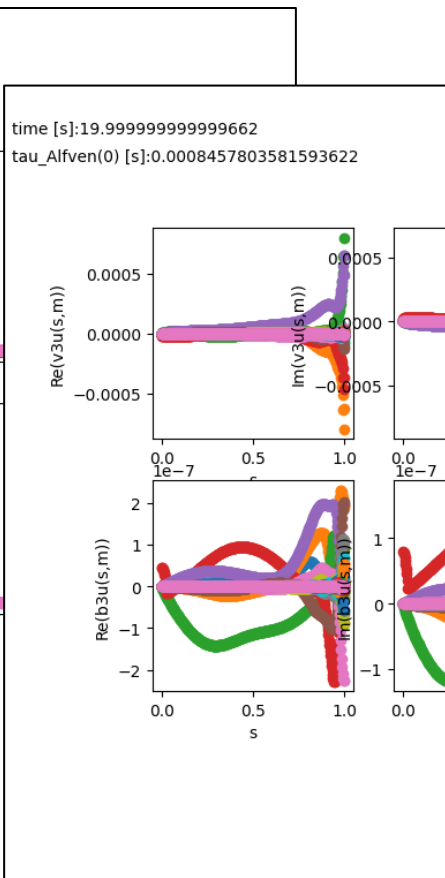 time [s]:19.999999999999662
tau_Alfven(0) [s]:0.0008457803581593622
Re(v3u(s,m))
0.0005
0.0000
−0.0005
0.0 0.5 1.0
Im(v3u(s,m))
0.0005
0.0000
−0.0005
0.0
1e-7
Re(b3u(s,m))
2
1
0
−1
−2
0.0 0.5 1.0
s
1e-7
Im(b3u(s,m))
1
0
−1
0.0